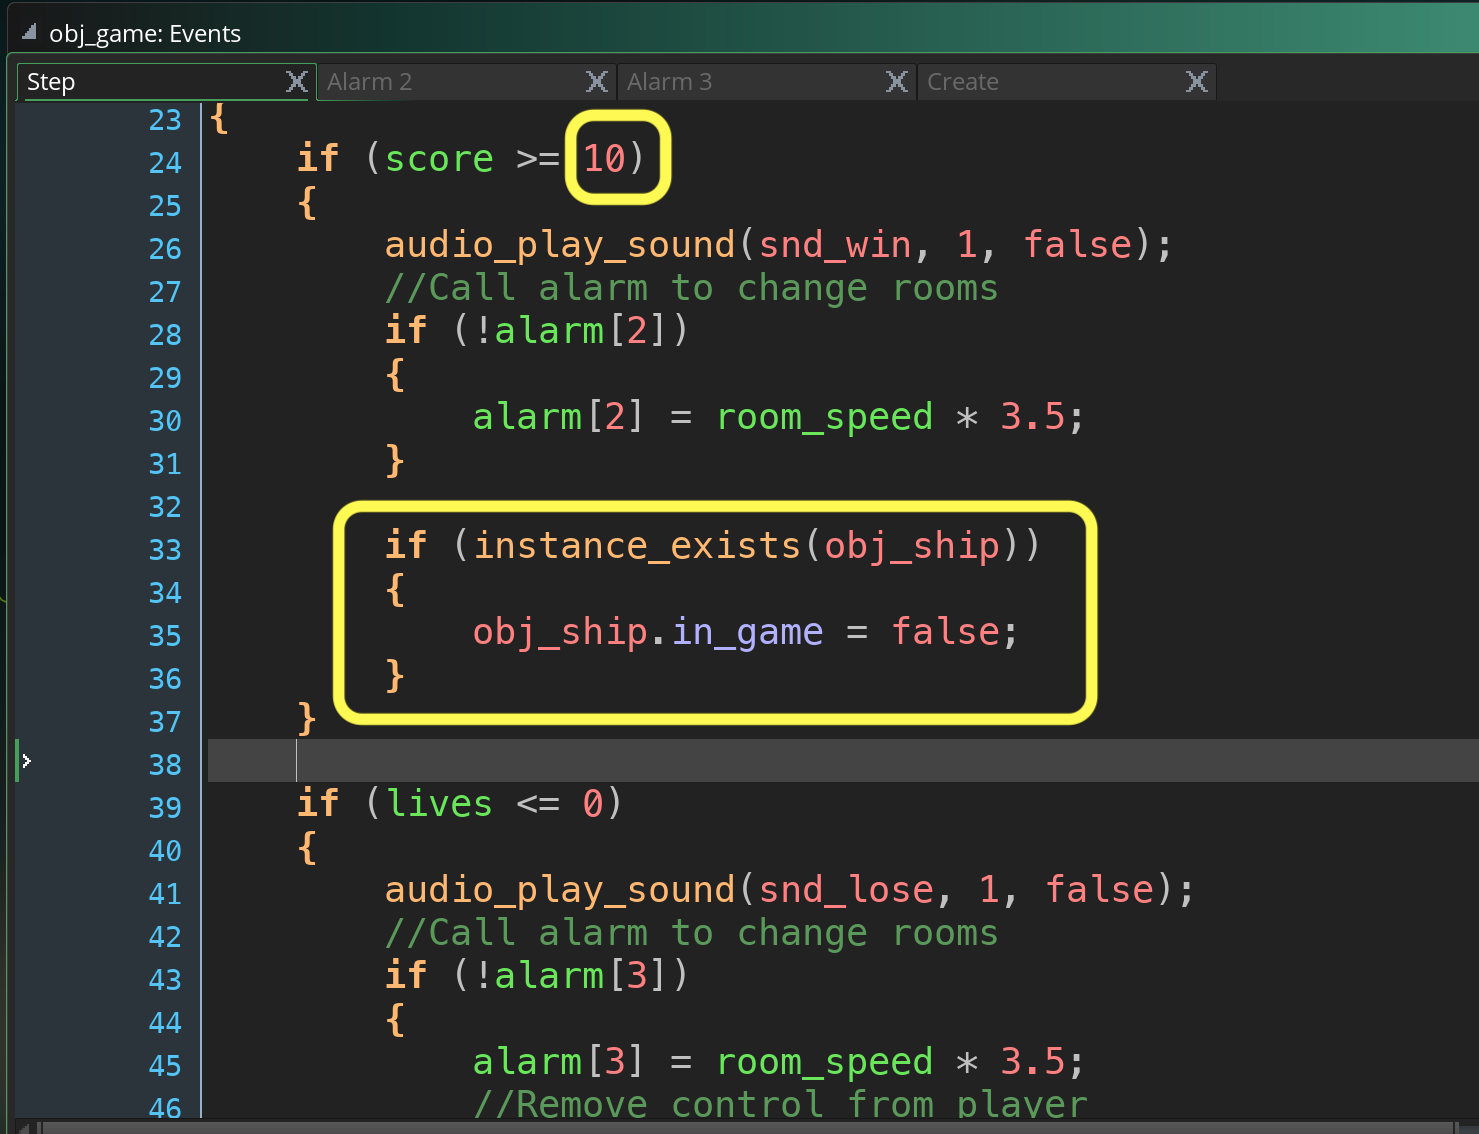 obj_game: Events
Step Alarm 2 Alarm 3 Create
23 {
24 if (score >= 10)
25 {
26 audio_play_sound(snd_win, 1, false);
27 //Call alarm to change rooms
28 if (!alarm[2])
29 {
30 alarm[2] = room_speed * 3.5;
31 }
32
33 if (instance_exists(obj_ship))
34 {
35 obj_ship.in_game = false;
36 }
37 }
38
39 if (lives <= 0)
40 {
41 audio_play_sound(snd_lose, 1, false);
42 //Call alarm to change rooms
43 if (!alarm[3])
44 {
45 alarm[3] = room_speed * 3.5;
46 //Remove control from player